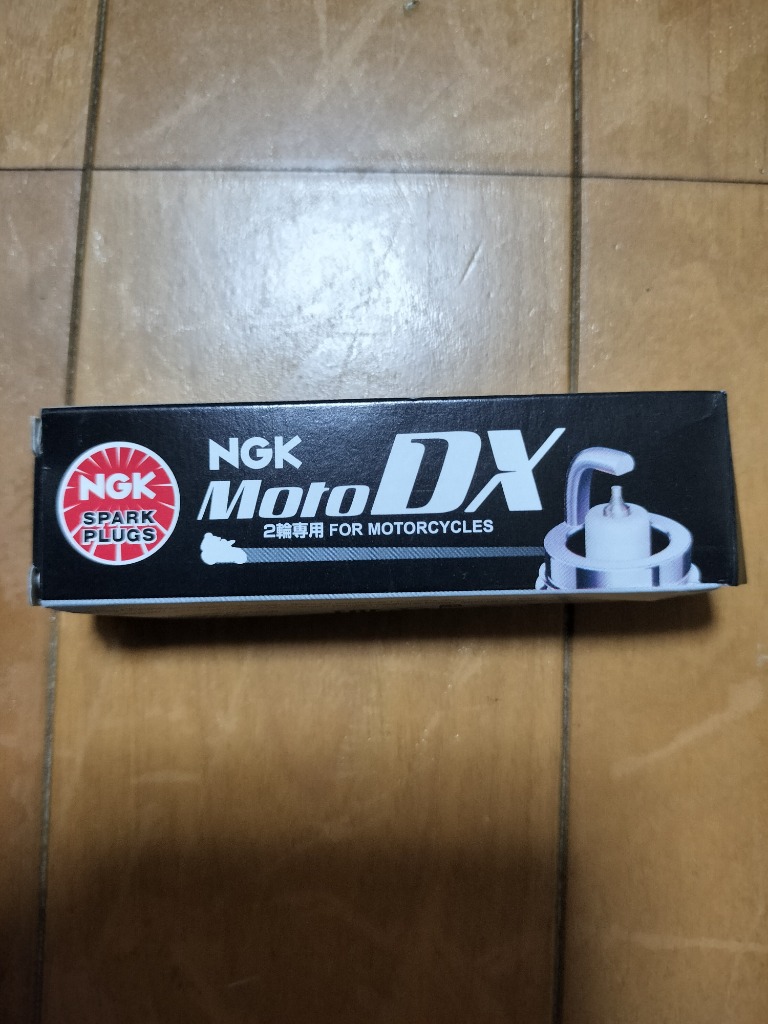 NGK
SPARK
PLUGS
NGK
MotoDX
2輪専用 FOR MOTORCYCLES